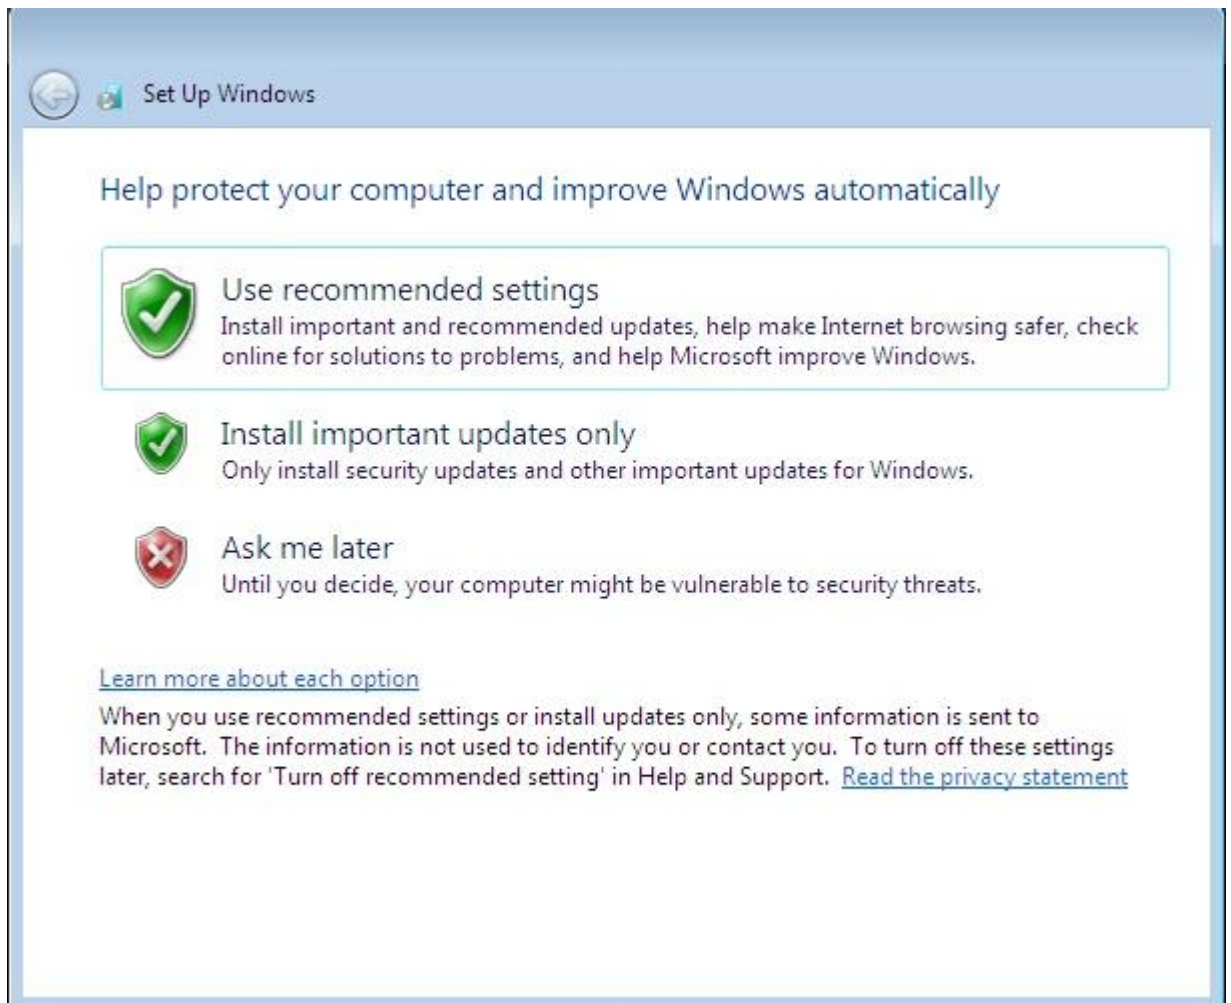 Set Up Windows
Help protect your computer and improve Windows automatically
Use recommended settings
Install important and recommended updates, help make Internet browsing safer, check
online for solutions to problems, and help Microsoft improve Windows.
Install important updates only
Only install security updates and other important updates for Windows.
Ask me later
Until you decide, your computer might be vulnerable to security threats.
Learn more about each option
When you use recommended settings or install updates only, some information is sent to
Microsoft.  The information is not used to identify you or contact you.  To turn off these settings
later, search for 'Turn off recommended setting' in Help and Support.  Read the privacy statement